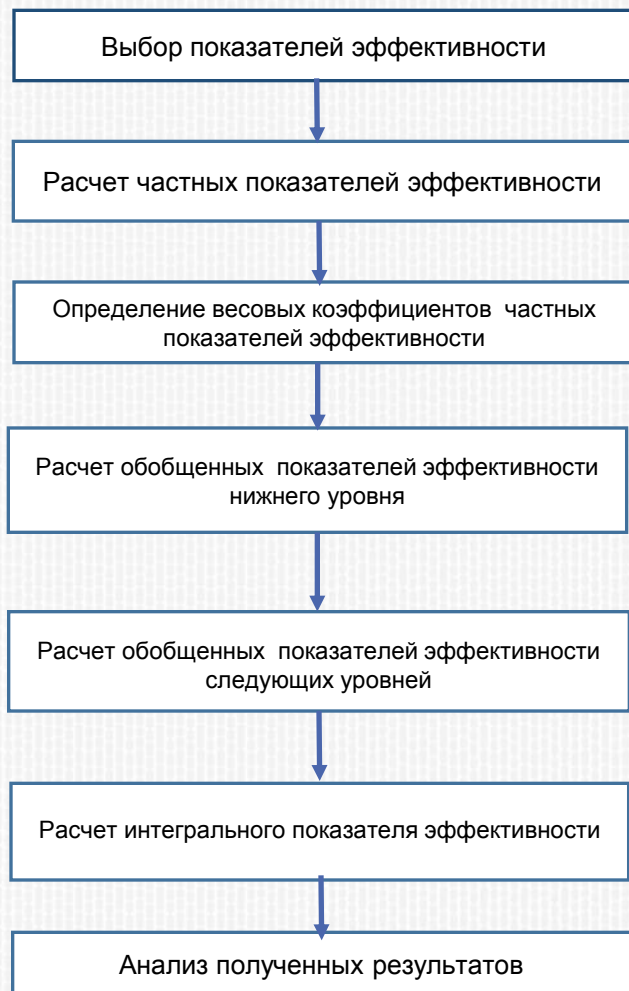 Выбор показателей эффективности
Расчет частных показателей эффективности
Определение весовых коэффициентов частных
показателей эффективности
Расчет обобщенных показателей эффективности
нижнего уровня
Расчет обобщенных показателей эффективности
следующих уровней
Расчет интегрального показателя эффективности
Анализ полученных результатов